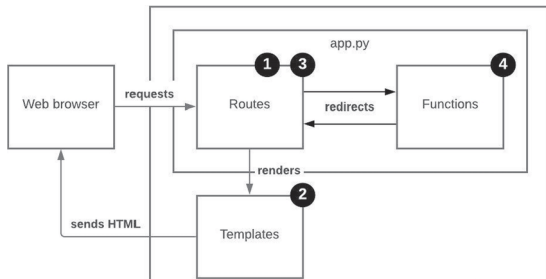 app.py
1
3
4
Web browser
requests
Routes
redirects
Functions
renders
2
sends HTML
Templates